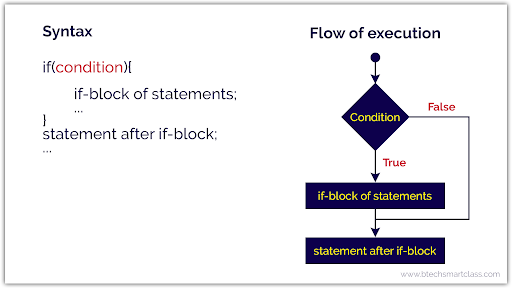 Syntax
if(condition){
if-block of statements;
...
}
statement after if-block;
...
Flow of execution
Condition
False
True
if-block of statements
statement after if-block
www.btechsmartclass.com